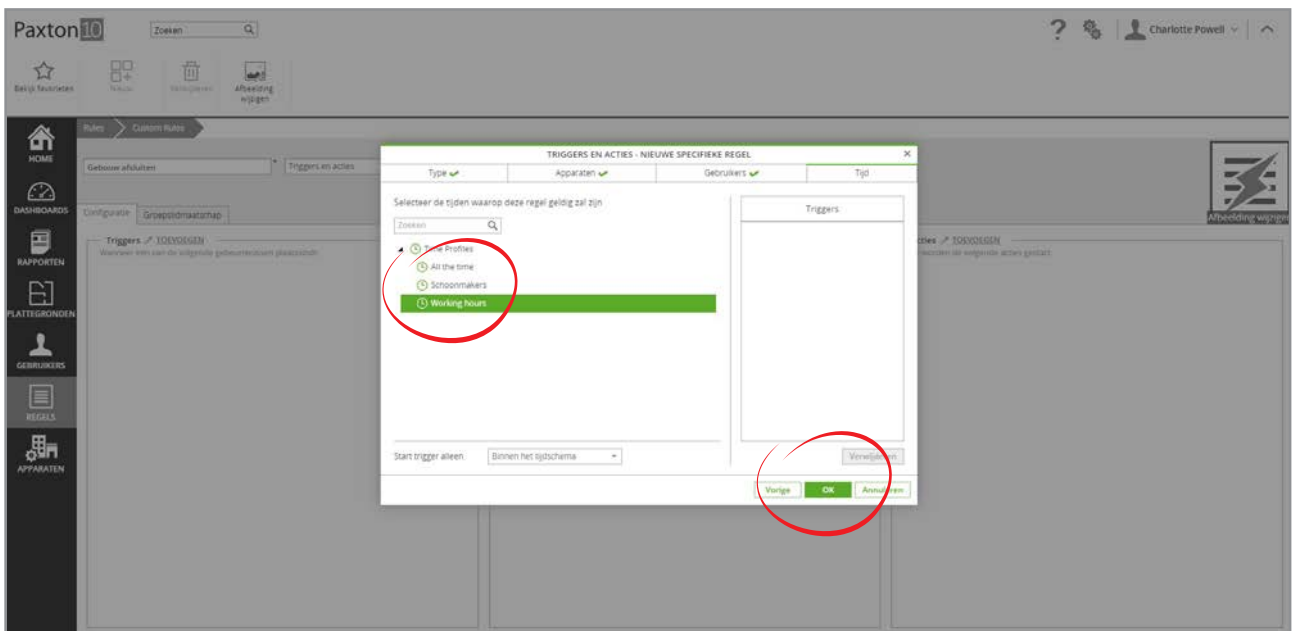 Paxton10
Zoeken
?
Charlotte Powell
Bekijk favorieten
Nieuw
Verwijderen
Afbeelding
wijzigen
Rules
Custom Rules
HOME
DASHBOARDS
RAPPORTEN
PLATTEGRONDEN
GEBRUIKERS
REGELS
APPARATEN
Gebouw afsluiten
* Triggers en acties
Configuratie
Groepslidmaatschap
Triggers
TOEVOEGEN
Wanneer een van de volgende gebeurtenissen plaatsvindt
TRIGGERS EN ACTIES - NIEUWE SPECIFIEKE REGEL
×
Type
Apparaten
Gebruikers
Tijd
Selecteer de tijden waarop deze regel geldig zal zijn
Zoeken
Time Profiles
All the time
Schoonmakers
Working hours
Start trigger alleen
Binnen het tijdschema
Triggers
Verwijderen
Vorige
OK
Annuleren
Afbeelding wijzigen
cties
TOEVOEGEN
worden de volgende acties gestart